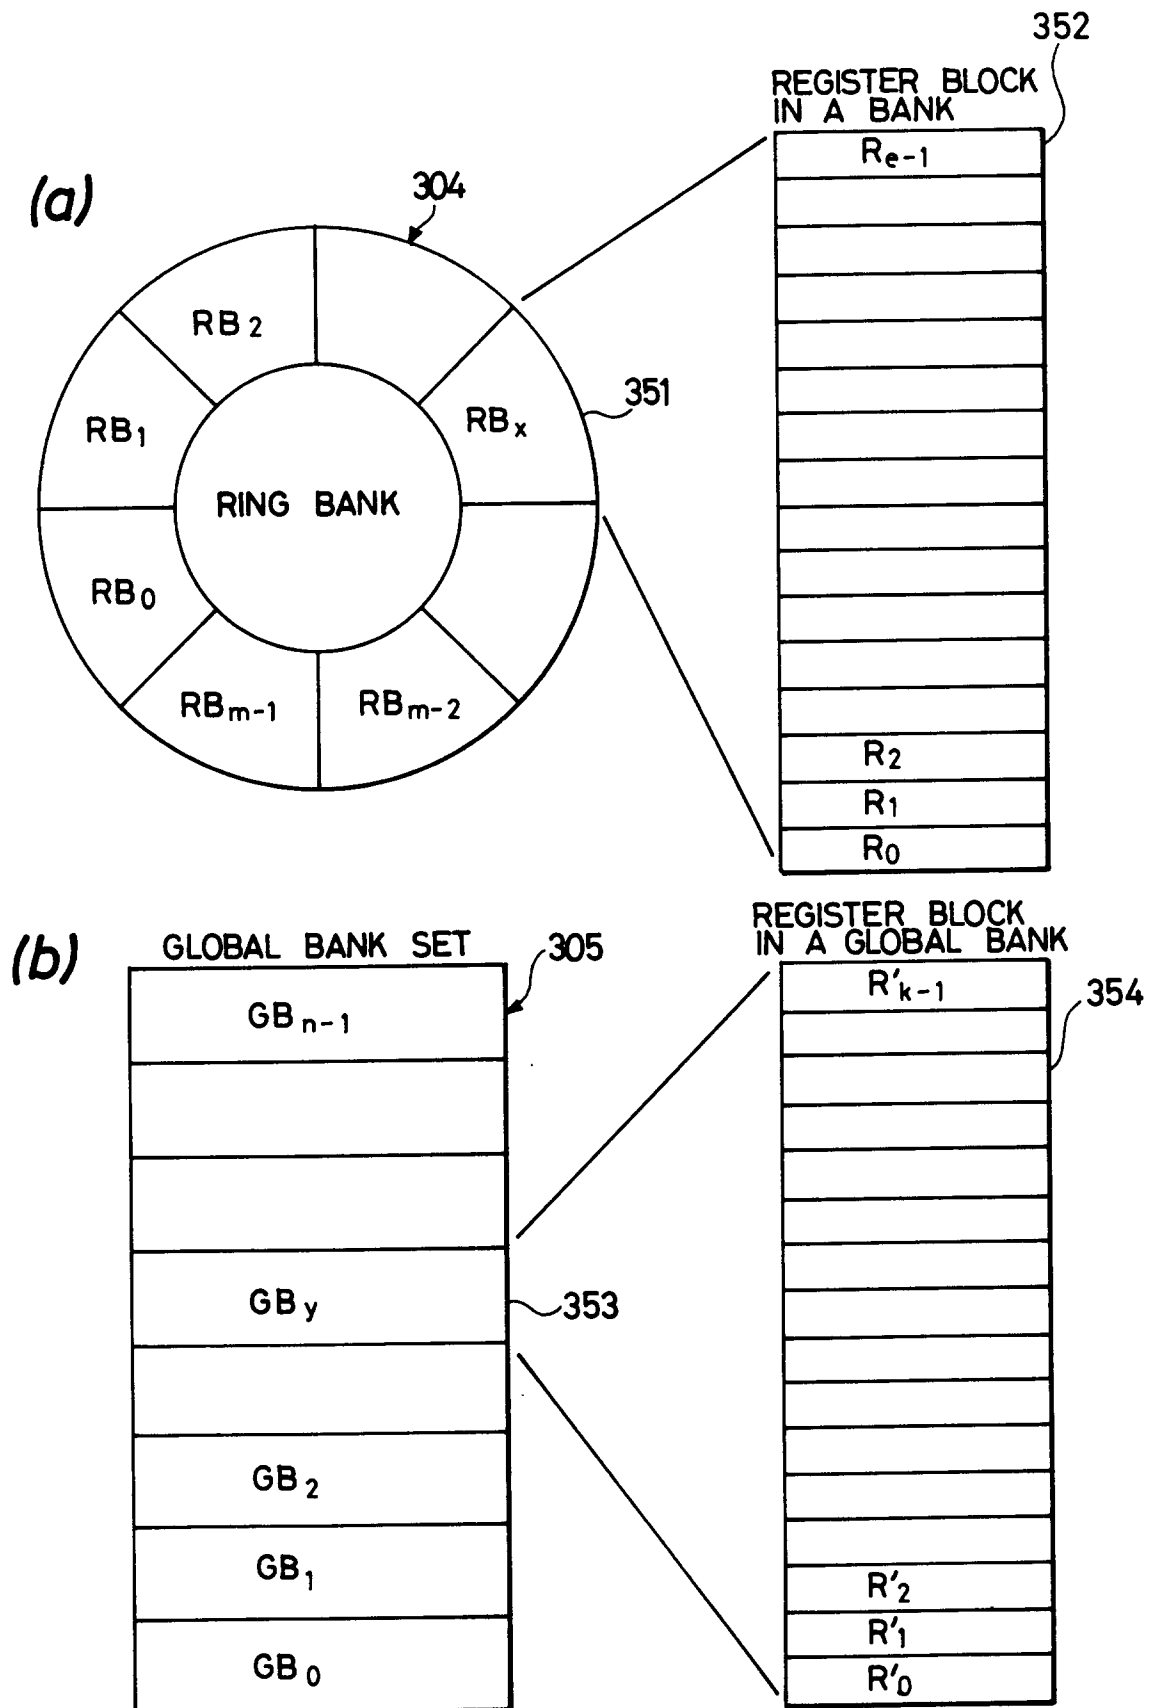 352
REGISTER BLOCK
IN A BANK
Rₑ₋₁
(a)
304
RB₂
351
RB₁
RBₓ
RING BANK
RB₀
RBm-1
RBm-2
R₂
R₁
R₀
(b)
GLOBAL BANK SET
305
REGISTER BLOCK
IN A GLOBAL BANK
GBn-1
R'k-1
354
GBy
353
GB₂
GB₁
GB₀
R'₂
R'₁
R'₀